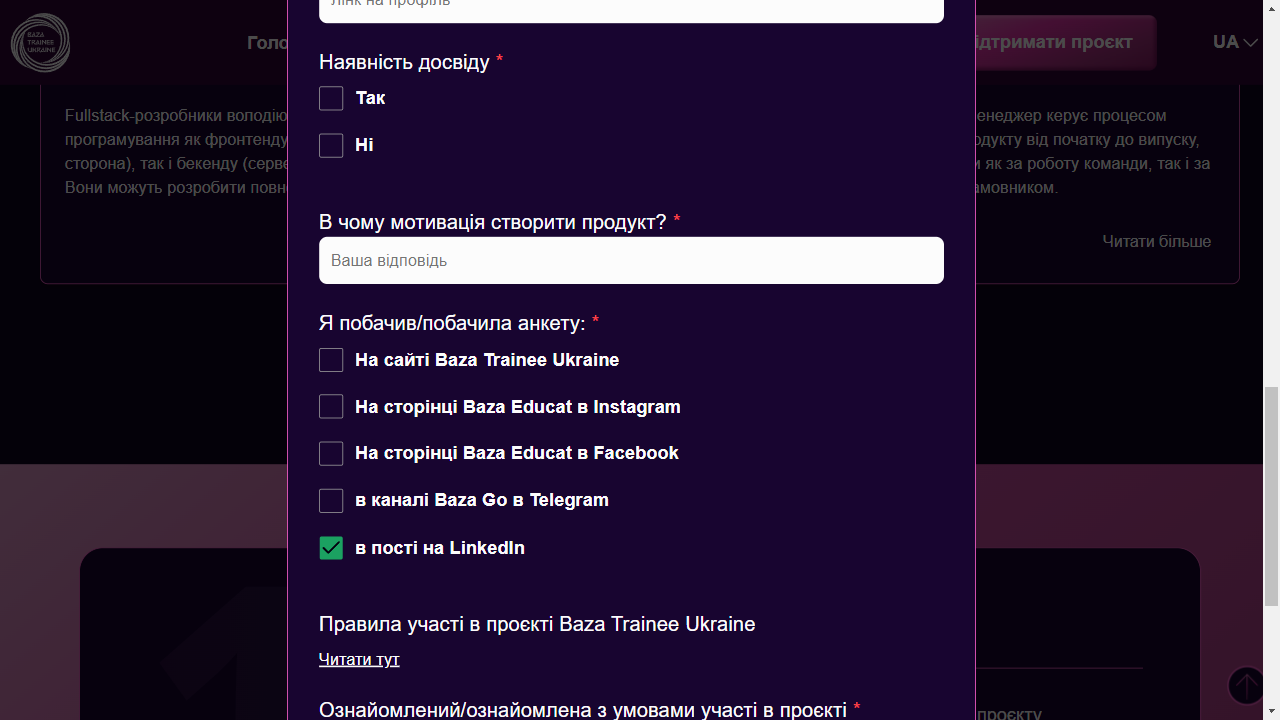 Лінк на профіль
BAZA
TRAINEE
UKRAINE
Голо
ідтримати проєкт
UA
Наявність досвіду *
Так
Ні
Fullstack-розробники володію
програмування як фронтенду
сторона), так і бекенду (серве
Вони можуть розробити повно
енеджер керує процесом
одукту від початку до випуску,
и як за роботу команди, так і за
амовником.
Читати більше
В чому мотивація створити продукт? *
Ваша відповідь
Я побачив/побачила анкету: *
На сайті Baza Trainee Ukraine
На сторінці Baza Educat в Instagram
На сторінці Baza Educat в Facebook
в каналі Baza Go в Telegram
в пості на LinkedIn
Правила участі в проєкті Baza Trainee Ukraine
Читати тут
Ознайомлений/ознайомлена з умовами участі в проєкті *
проєкту
1